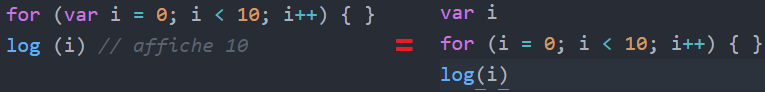 for (var i = 0; i < 10; i++) { }
log (i) // affiche 10
=
var i
for (i = 0; i < 10; i++) { }
log(i)